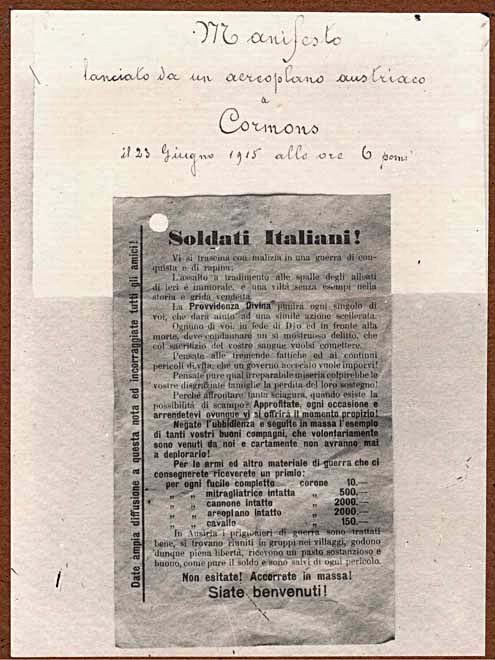 Manifesto
lanciato da un aereoplano austriaco
a
Cormons
il 23 Giugno 1915 alle ore 6 pom:
Soldati Italiani!
Vi si trascina con malizia in una guerra di con-
quista e di rapina:
L'assalto a tradimento alle spalle degli alleati
di ieri è immorale, e una viltà senza esempi nella
storia e grida vendetta.
La Provvidenza Divina punirà ogni singolo di
voi, che darà aiuto ad una simile azione scellerata.
Ognuno di voi, in fede di Dio ed in fronte alla
morte, deve condannare un si mostruoso delitto, che
col sacrifizio del vostro sangue vuolsi comettere.
Pensate alle tremende fattiche ed ai continui
pericoli di vita, che un governo accecato vuole imporvi!
Pensate pure qual irreparabile miseria colpirebbe le
vostre disgraziate famiglie la perdita del loro sostegno!
Perchè affrontare tanta sciagura, quando esiste la
possibilità di scampo? Approfitate, ogni occasione e
arrendetevi ovunque vi si offrirà il momento propizio!
Negate l'ubbidienza e seguite in massa l'esempio
di tanti vostri buoni compagni, che volontariamente
sono venuti da noi e cartamente non avranno mai
a deplorarlo!
Per le armi ed altro materiale di guerra che ci
consegnerete riceverete un primio:
per ogni fucile completto corone 10.—
„ „ mitragliatrice intatta „ 500.—
„ „ cannone intatto „ 2000.—
„ „ areoplano intatto „ 2000.—
„ „ cavallo „ 150.—
In Austria i prigionieri di guerra sono trattati
bene, si trovano riuniti in gruppi nei villaggi, godono
dunque piena libertà, ricevono un pasto sostanzioso e
buono, come pure il soldo e sono salvi di ogni pericolo.
Non esitate! Accorrete in massa!
Siate benvenuti!
Date ampia diffusione a questa nota ed incorraggiate tutti gli amici!